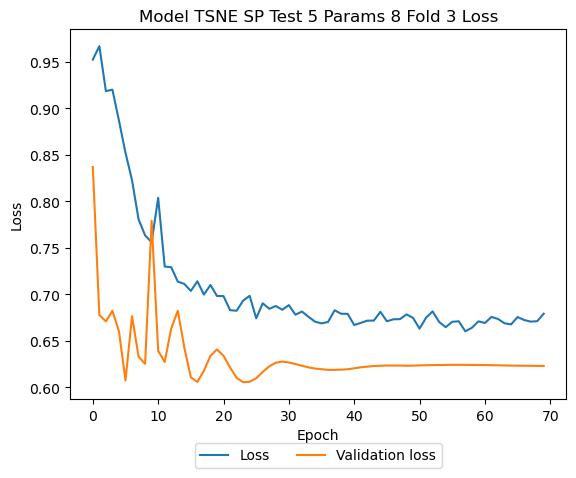 Model TSNE SP Test 5 Params 8 Fold 3 Loss
0.95
0.90
0.85
0.80
0.75
0.70
0.65
0.60
Loss
0 10 20 30 40 50 60 70
Epoch
Loss Validation loss